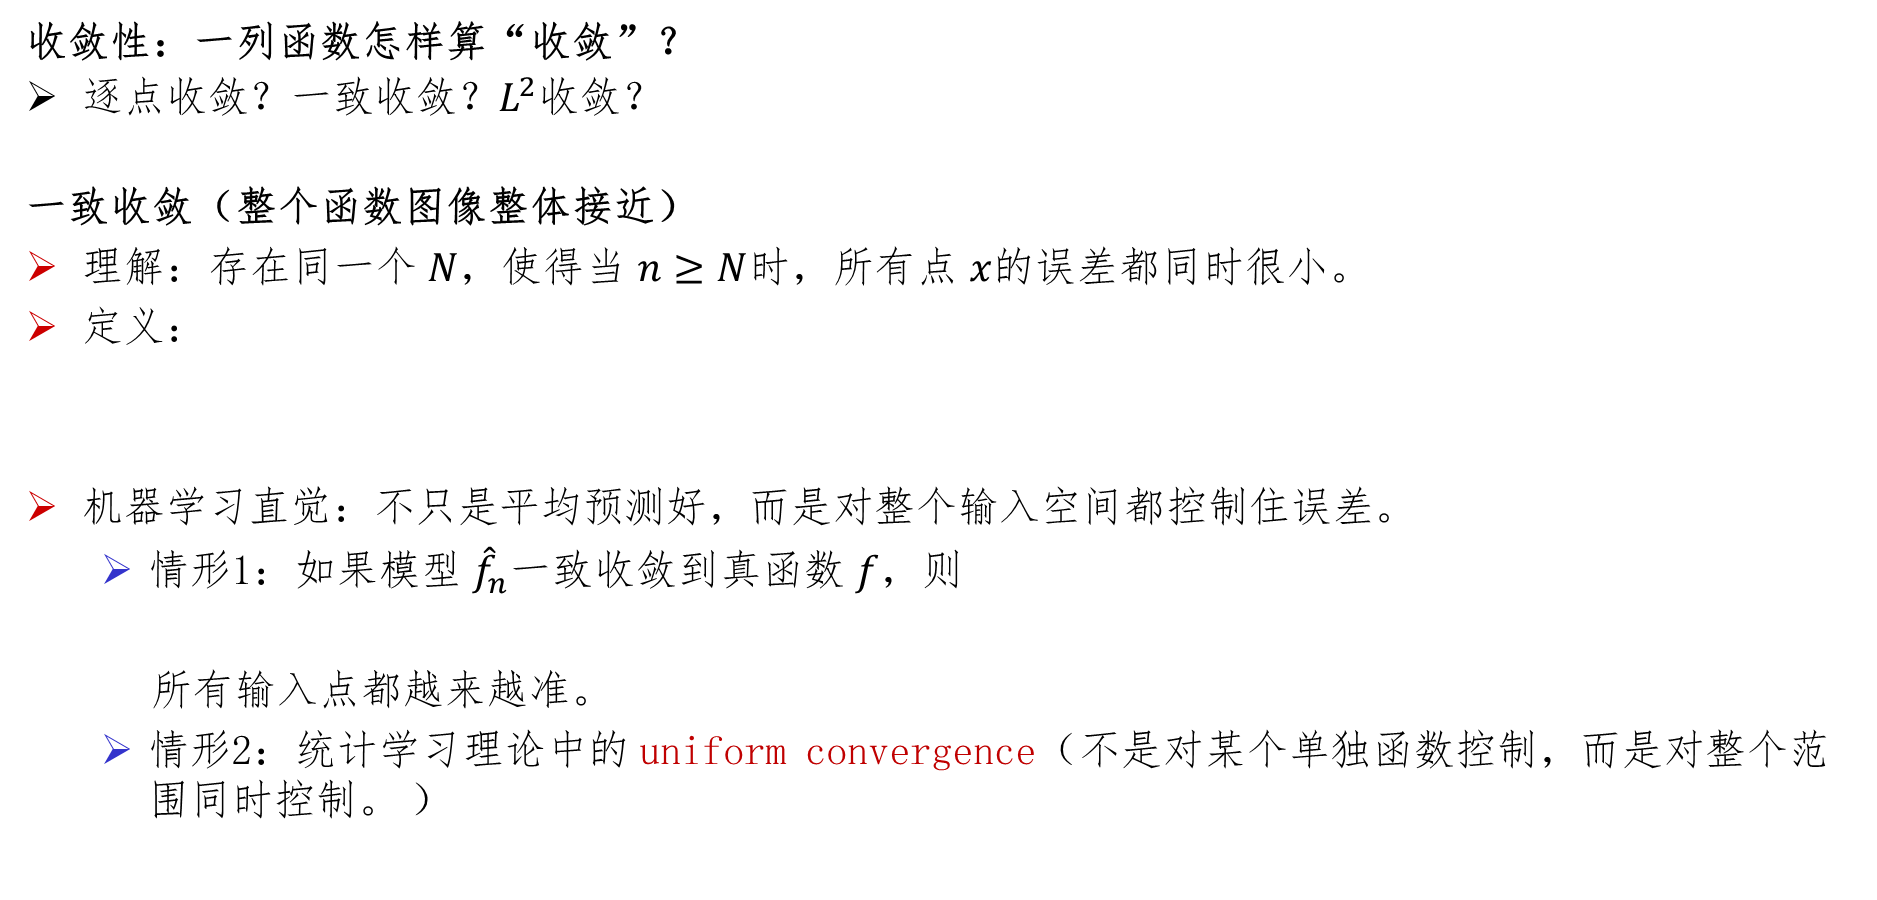 收敛性：一列函数怎样算“收敛”？
➢ 逐点收敛？一致收敛？L²收敛？
一致收敛（整个函数图像整体接近）
➢ 理解：存在同一个 N，使得当 n ≥ N时，所有点 x的误差都同时很小。
➢ 定义：
➢ 机器学习直觉：不只是平均预测好，而是对整个输入空间都控制住误差。
➢ 情形1：如果模型 f̂ₙ一致收敛到真函数 f，则
所有输入点都越来越准。
➢ 情形2：统计学习理论中的 uniform convergence（不是对某个单独函数控制，而是对整个范
围同时控制。 ）